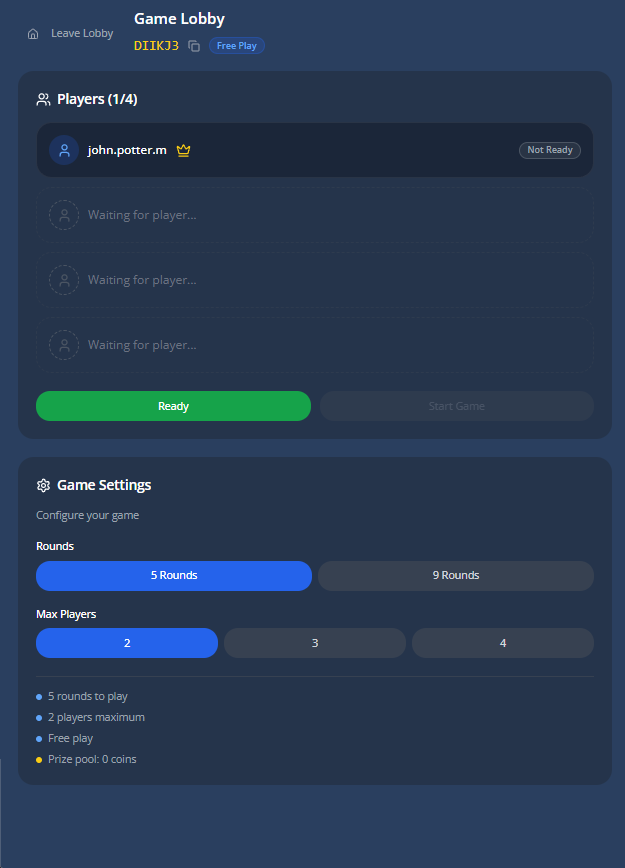 Leave Lobby
Game Lobby
DIIKJ3
Free Play
Players (1/4)
john.potter.m
Not Ready
Waiting for player...
Waiting for player...
Waiting for player...
Ready
Start Game
Game Settings
Configure your game
Rounds
5 Rounds
9 Rounds
Max Players
2
3
4
5 rounds to play
2 players maximum
Free play
Prize pool: 0 coins